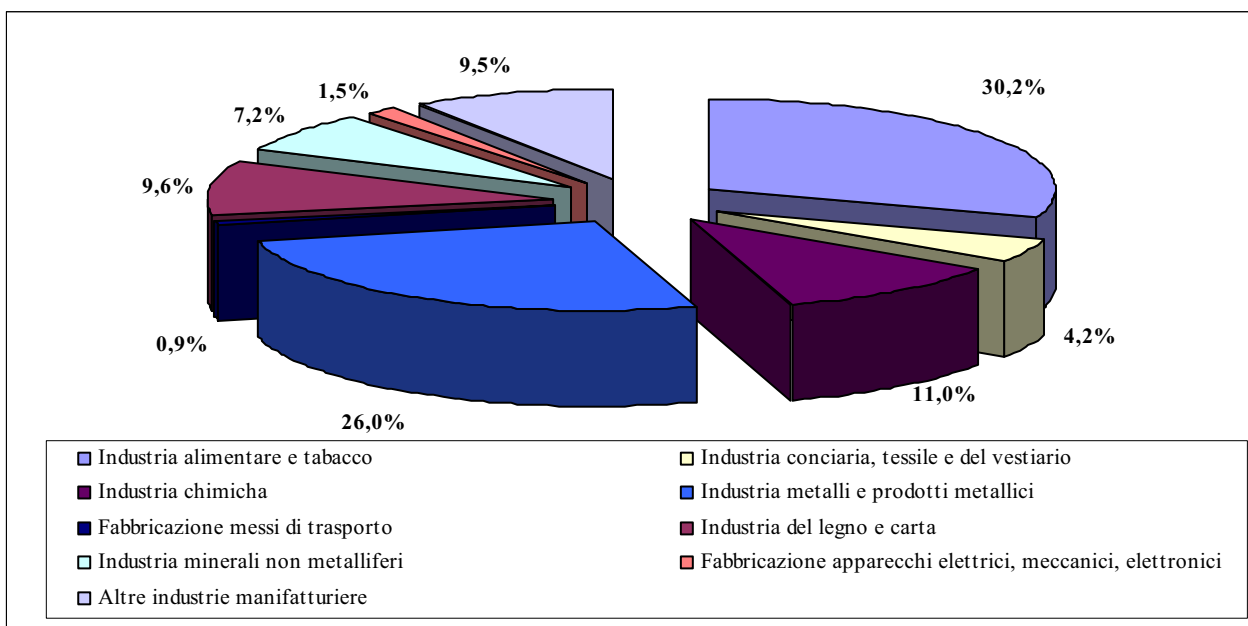 9,5%
30,2%
1,5%
7,2%
9,6%
0,9%
4,2%
11,0%
26,0%
Industria alimentare e tabacco
Industria conciaria, tessile e del vestiario
Industria chimicha
Industria metalli e prodotti metallici
Fabbricazione messi di trasporto
Industria del legno e carta
Industria minerali non metalliferi
Fabbricazione apparecchi elettrici, meccanici, elettronici
Altre industrie manifatturiere